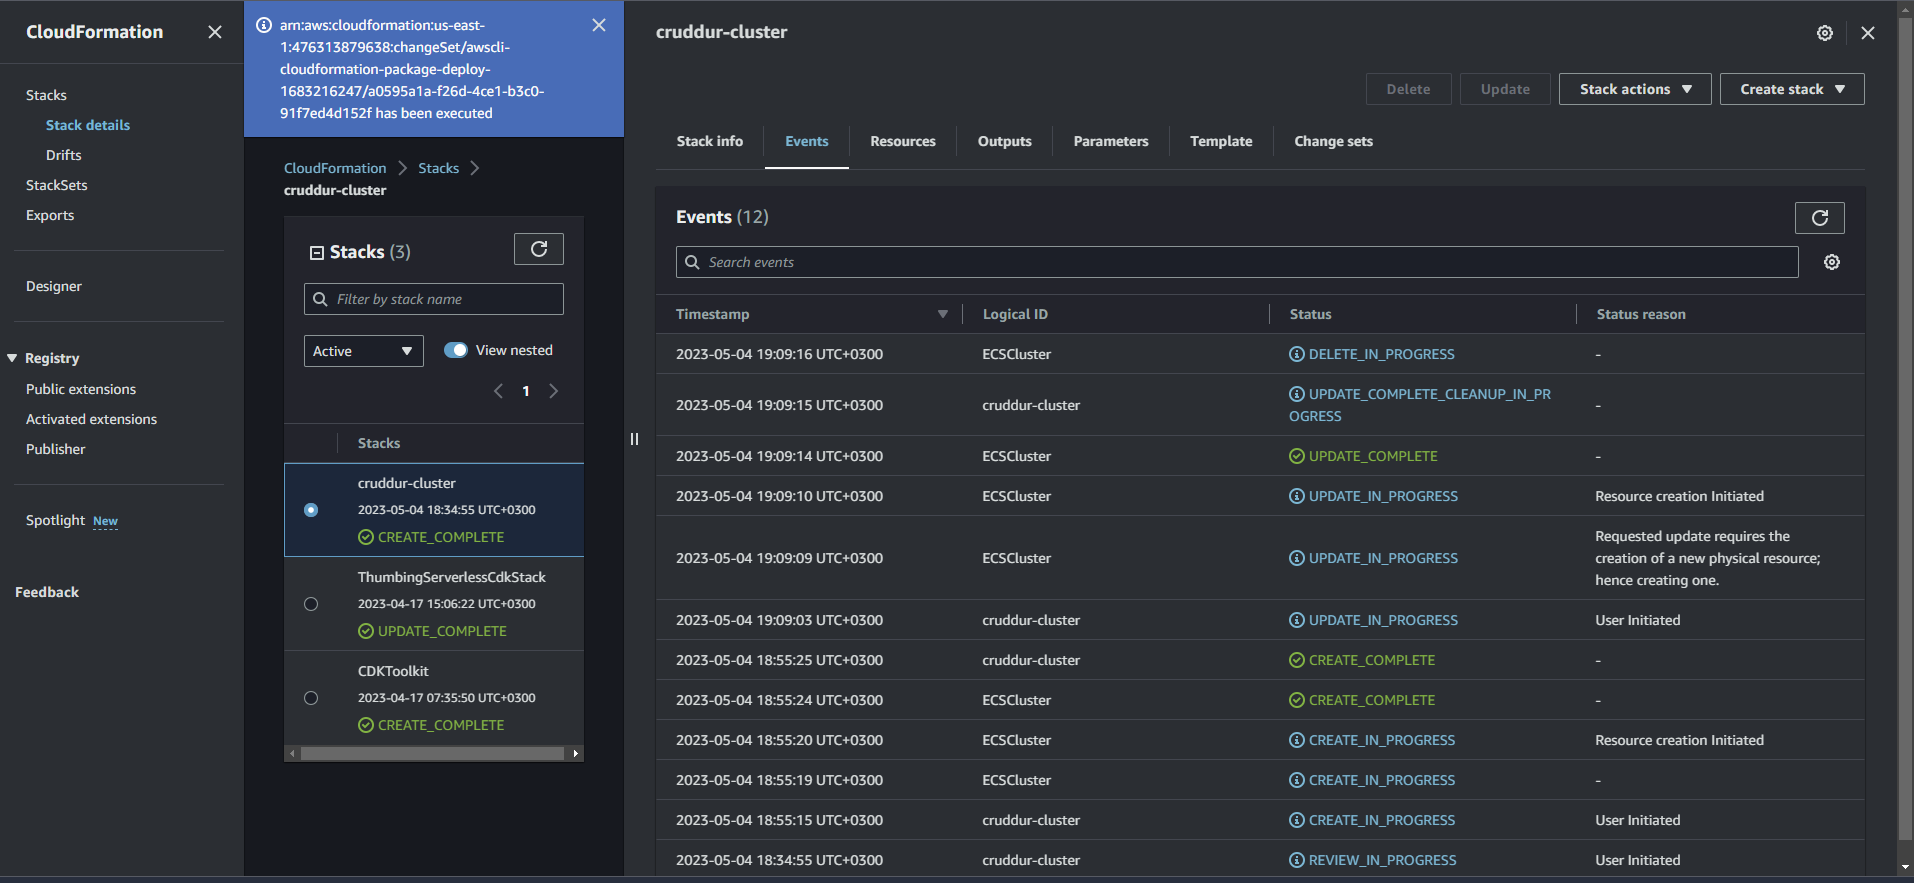 CloudFormation
Stacks
Stack details
Drifts
StackSets
Exports
Designer
Registry
Public extensions
Activated extensions
Publisher
Spotlight New
Feedback
arn:aws:cloudformation:us-east-
1:476313879638:changeSet/awscli-
cloudformation-package-deploy-
1683216247/a0595a1a-f26d-4ce1-b3c0-
91f7ed4d152f has been executed
CloudFormation Stacks
cruddur-cluster
Stacks (3)
Filter by stack name
Active View nested
1
Stacks
cruddur-cluster
2023-05-04 18:34:55 UTC+0300
CREATE_COMPLETE
ThumbingServerlessCdkStack
2023-04-17 15:06:22 UTC+0300
UPDATE_COMPLETE
CDKToolkit
2023-04-17 07:35:50 UTC+0300
CREATE_COMPLETE
cruddur-cluster
Delete Update Stack actions Create stack
Stack info Events Resources Outputs Parameters Template Change sets
Events (12)
Search events
Timestamp Logical ID Status Status reason
2023-05-04 19:09:16 UTC+0300 ECSCluster DELETE_IN_PROGRESS -
2023-05-04 19:09:15 UTC+0300 cruddur-cluster UPDATE_COMPLETE_CLEANUP_IN_PR
OGRESS -
2023-05-04 19:09:14 UTC+0300 ECSCluster UPDATE_COMPLETE -
2023-05-04 19:09:10 UTC+0300 ECSCluster UPDATE_IN_PROGRESS Resource creation Initiated
2023-05-04 19:09:09 UTC+0300 ECSCluster UPDATE_IN_PROGRESS Requested update requires the
creation of a new physical resource;
hence creating one.
2023-05-04 19:09:03 UTC+0300 cruddur-cluster UPDATE_IN_PROGRESS User Initiated
2023-05-04 18:55:25 UTC+0300 cruddur-cluster CREATE_COMPLETE -
2023-05-04 18:55:24 UTC+0300 ECSCluster CREATE_COMPLETE -
2023-05-04 18:55:20 UTC+0300 ECSCluster CREATE_IN_PROGRESS Resource creation Initiated
2023-05-04 18:55:19 UTC+0300 ECSCluster CREATE_IN_PROGRESS -
2023-05-04 18:55:15 UTC+0300 cruddur-cluster CREATE_IN_PROGRESS User Initiated
2023-05-04 18:34:55 UTC+0300 cruddur-cluster REVIEW_IN_PROGRESS User Initiated